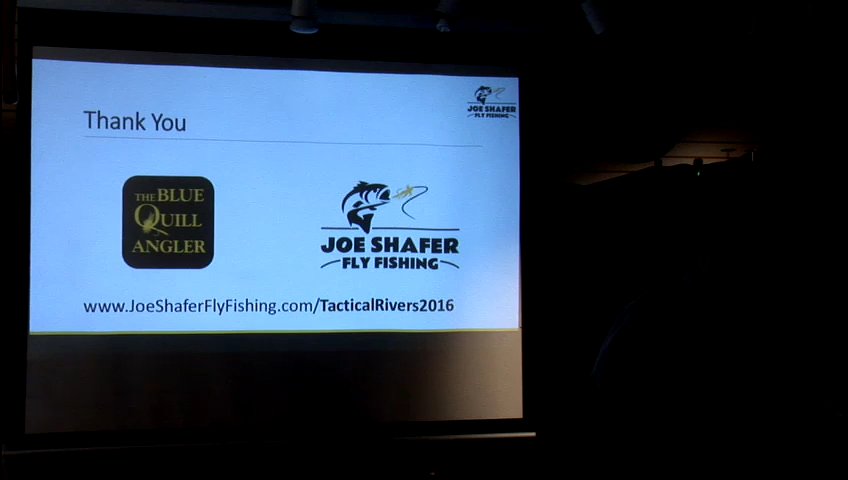 JOE SHAFER
FLY FISHING
Thank You
THE BLUE
QUILL
ANGLER
JOE SHAFER
FLY FISHING
www.JoeShaferFlyFishing.com/TacticalRivers2016